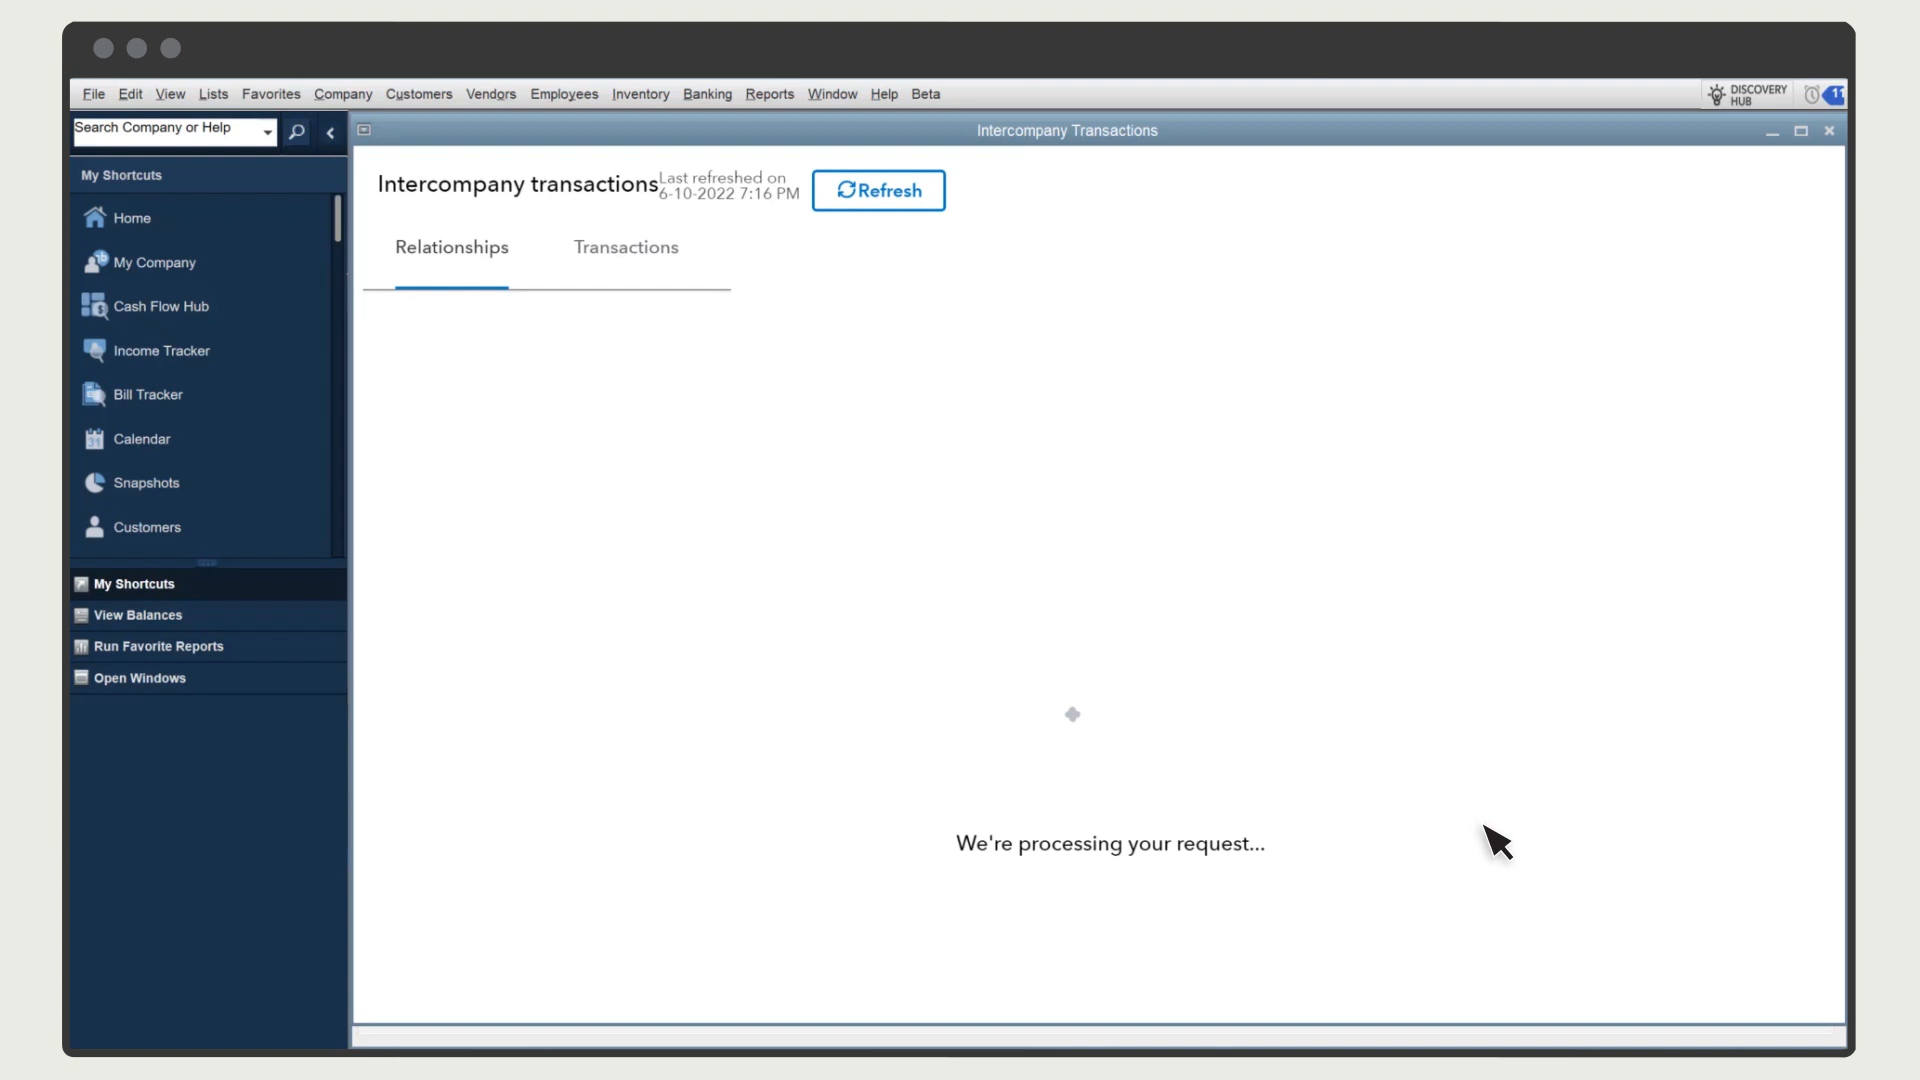 File Edit View Lists Favorites Company Customers Vendors Employees Inventory Banking Reports Window Help Beta
DISCOVERY
HUB
11
Search Company or Help
Intercompany Transactions
My Shortcuts
Home
My Company
Cash Flow Hub
Income Tracker
Bill Tracker
31
Calendar
Snapshots
Customers
My Shortcuts
View Balances
Run Favorite Reports
Open Windows
Intercompany transactions
Last refreshed on
6-10-2022 7:16 PM
Refresh
Relationships
Transactions
We're processing your request...